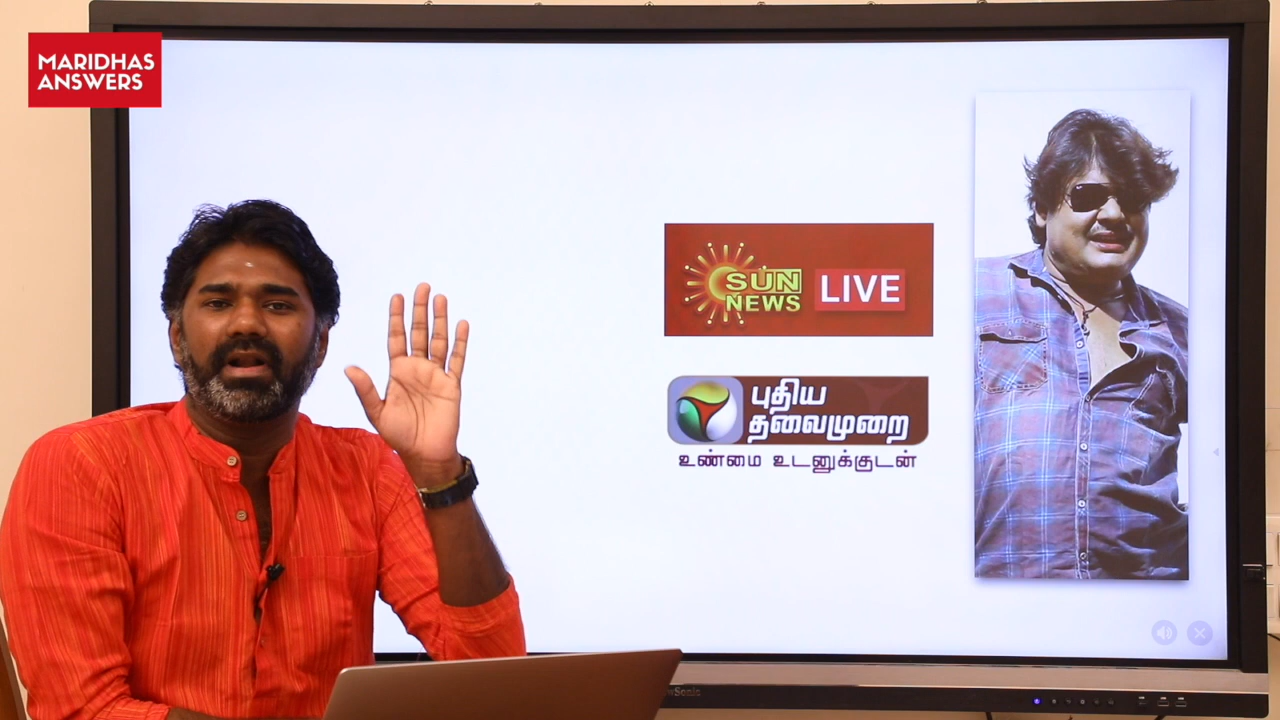 MARIDHAS
ANSWERS
SUN
NEWS
LIVE
புதிய
தலைமுறை
உண்மை உடனுக்குடன்